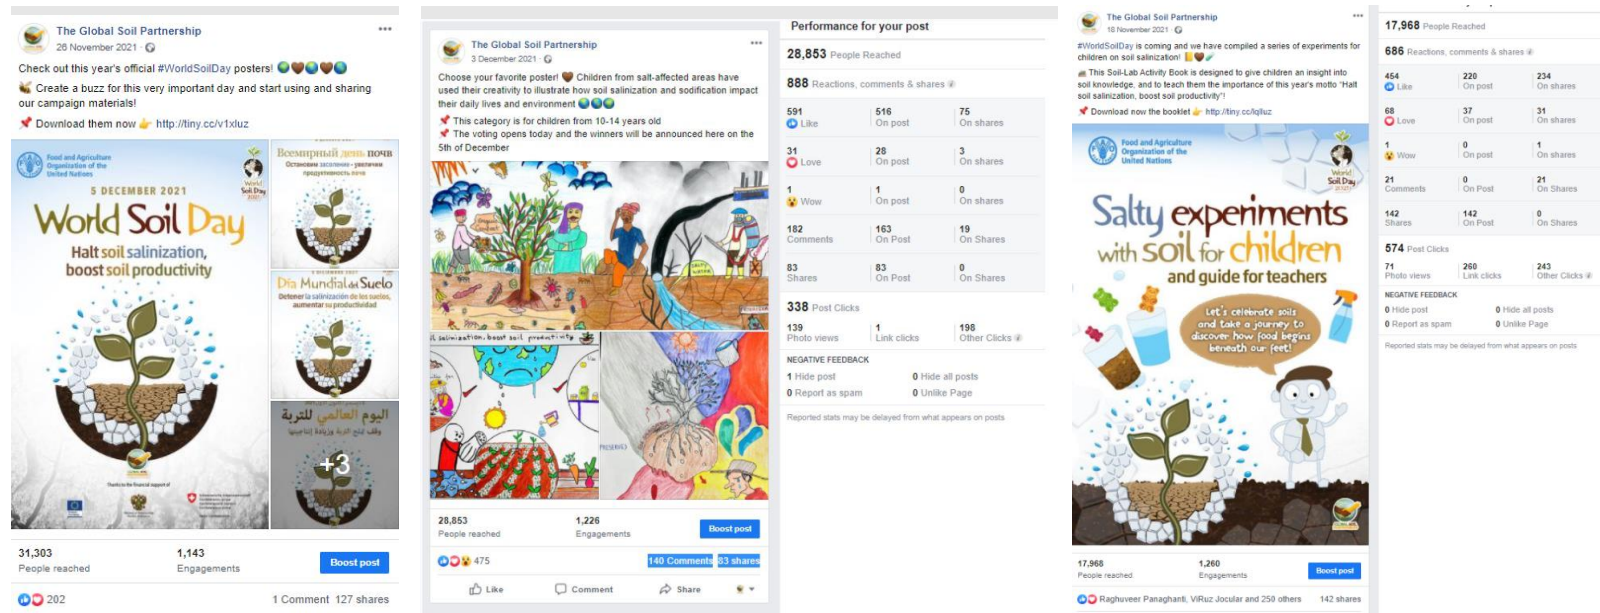 The Global Soil Partnership
26 November 2021
Check out this year's official #WorldSoilDay posters!
Create a buzz for this very important day and start using and sharing
our campaign materials!
Download them now http://tiny.cc/v1xluz
Food and Agriculture
Organization of the
United Nations
World
Soil Day
5 DECEMBER 2021
World Soil Day
Halt soil salinization,
boost soil productivity
Thanks to the financial support of
Всемирный день почв
Остановим засоление - увеличим
продуктивность почв
Día Mundial del Suelo
Detener la salinización de los suelos,
aumentar su productividad
اليوم العالمي للتربة
+3
31,303
People reached
1,143
Engagements
Boost post
202
1 Comment 127 shares
The Global Soil Partnership
3 December 2021
Choose your favorite poster! Children from salt-affected areas have
used their creativity to illustrate how soil salinization and sodification impact
their daily lives and environment
This category is for children from 10-14 years old
The voting opens today and the winners will be announced here on the
5th of December
28,853
People reached
1,226
Engagements
Boost post
475
140 Comments 83 shares
Like
Comment
Share
Performance for your post
28,853 People Reached
888 Reactions, comments & shares
591 516 75
Like On post On shares
31 28 3
Love On post On shares
1 1 0
Wow On post On shares
182 163 19
Comments On Post On Shares
83 83 0
Shares On Post On Shares
338 Post Clicks
139 1 198
Photo views Link clicks Other Clicks
NEGATIVE FEEDBACK
1 Hide post 0 Hide all posts
0 Report as spam 0 Unlike Page
Reported stats may be delayed from what appears on posts
The Global Soil Partnership
18 November 2021
#WorldSoilDay is coming and we have compiled a series of experiments for
children on soil salinization!
This Soil-Lab Activity Book is designed to give children an insight into
soil knowledge, and to teach them the importance of this year's motto "Halt
soil salinization, boost soil productivity"!
Download now the booklet
Food and Agriculture
Organization of the
United Nations
World
Soil Day
Salty experiments
with soil for children
and guide for teachers
Let's celebrate soils
and take a journey to
discover how food begins
beneath our feet!
17,968
People reached
1,260
Engagements
Boost post
Raghuveer Panaghanti, ViRuz Jocular and 250 others
142 shares
17,968 People Reached
686 Reactions, comments & shares
454 220 234
Like On post On shares
68 37 31
Love On post On shares
1 0 1
Wow On post On shares
21 0 21
Comments On Post On Shares
142 142 0
Shares On Post On Shares
574 Post Clicks
71 260 243
Photo views Link clicks Other Clicks
NEGATIVE FEEDBACK
0 Hide post 0 Hide all posts
0 Report as spam 0 Unlike Page
Reported stats may be delayed from what appears on posts